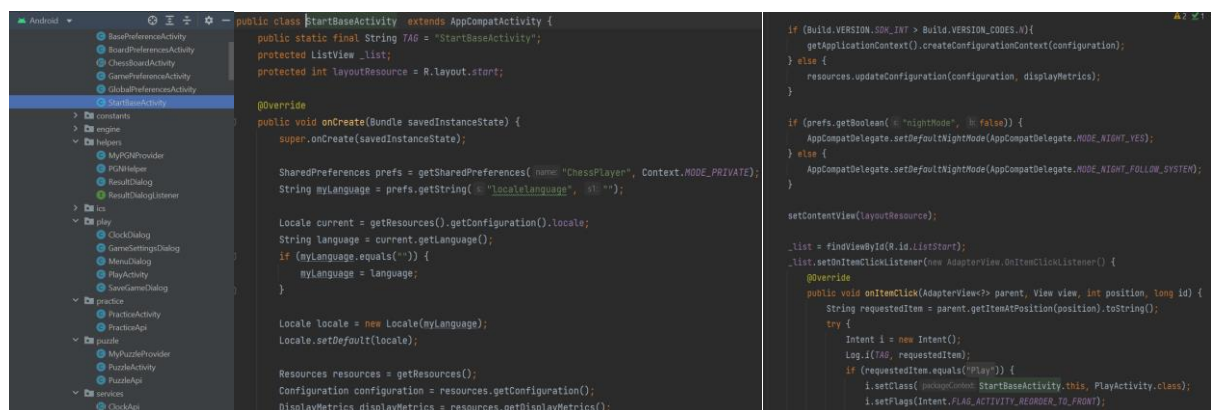 Android
BasePreferenceActivity
BoardPreferencesActivity
ChessBoardActivity
GamePreferenceActivity
GlobalPreferencesActivity
StartBaseActivity
constants
engine
helpers
MyPGNProvider
PGNHelper
ResultDialog
ResultDialogListener
ics
play
ClockDialog
GameSettingsDialog
MenuDialog
PlayActivity
SaveGameDialog
practice
PracticeActivity
PracticeApi
puzzle
MyPuzzleProvider
PuzzleActivity
PuzzleApi
services
ClockApi
public class StartBaseActivity extends AppCompatActivity {
public static final String TAG = "StartBaseActivity";
protected ListView _list;
protected int layoutResource = R.layout.start;
@Override
public void onCreate(Bundle savedInstanceState) {
super.onCreate(savedInstanceState);
SharedPreferences prefs = getSharedPreferences( name: "ChessPlayer", Context.MODE_PRIVATE);
String myLanguage = prefs.getString( s: "localelanguage", s1: "");
Locale current = getResources().getConfiguration().locale;
String language = current.getLanguage();
if (myLanguage.equals("")) {
myLanguage = language;
}
Locale locale = new Locale(myLanguage);
Locale.setDefault(locale);
Resources resources = getResources();
Configuration configuration = resources.getConfiguration();
DisplayMetrics displayMetrics = resources.getDisplayMetrics();
2 1
if (Build.VERSION.SDK_INT > Build.VERSION_CODES.N){
getApplicationContext().createConfigurationContext(configuration);
} else {
resources.updateConfiguration(configuration, displayMetrics);
}
if (prefs.getBoolean( s: "nightMode", b: false)) {
AppCompatDelegate.setDefaultNightMode(AppCompatDelegate.MODE_NIGHT_YES);
} else {
AppCompatDelegate.setDefaultNightMode(AppCompatDelegate.MODE_NIGHT_FOLLOW_SYSTEM);
}
setContentView(layoutResource);
_list = findViewById(R.id.ListStart);
_list.setOnItemClickListener(new AdapterView.OnItemClickListener() {
@Override
public void onItemClick(AdapterView<?> parent, View view, int position, long id) {
String requestedItem = parent.getItemAtPosition(position).toString();
try {
Intent i = new Intent();
Log.i(TAG, requestedItem);
if (requestedItem.equals("Play")) {
i.setClass( packageContext: StartBaseActivity.this, PlayActivity.class);
i.setFlags(Intent.FLAG_ACTIVITY_REORDER_TO_FRONT);